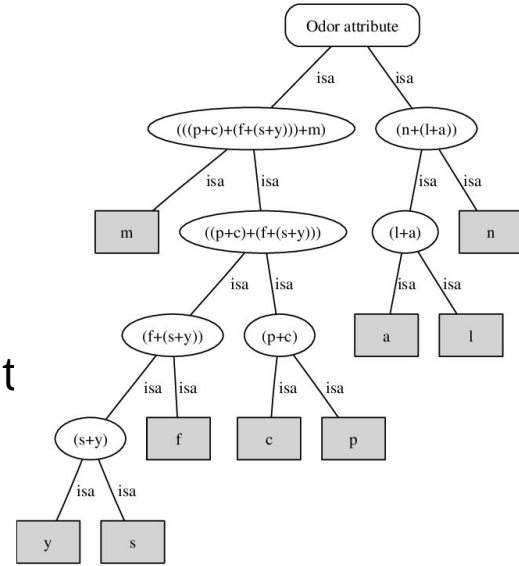 Odor attribute
isa isa
(((p+c)+(f+(s+y)))+m) (n+(l+a))
isa isa isa isa
m ((p+c)+(f+(s+y))) (l+a) n
isa isa isa isa
(f+(s+y)) (p+c) a l
t
isa isa isa isa
(s+y) f c p
isa isa
y s